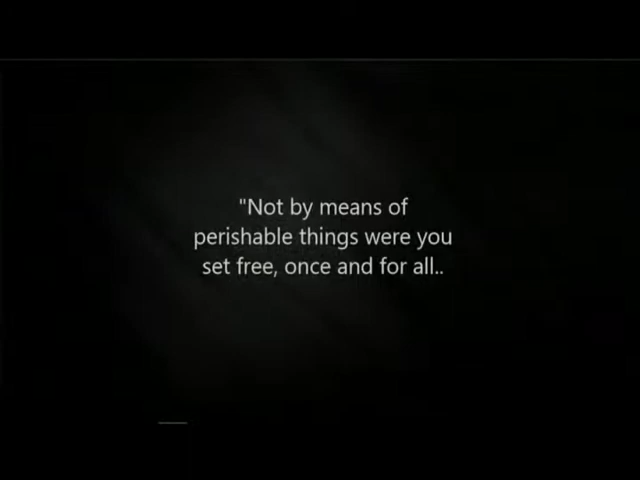 "Not by means of
perishable things were you
set free, once and for all..